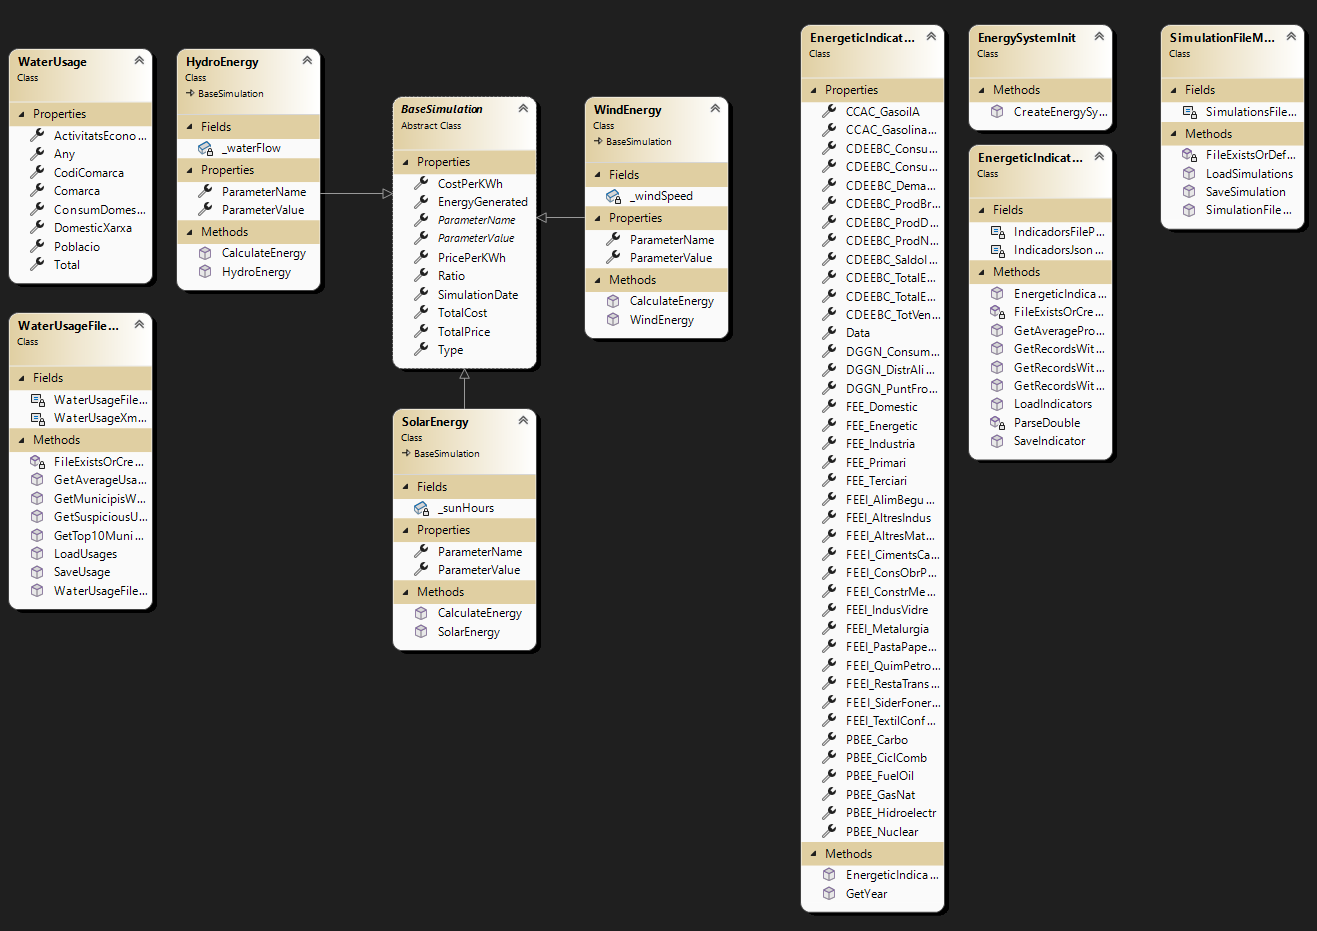 WaterUsage
Class
Properties
ActivitatsEcono...
Any
CodiComarca
Comarca
ConsumDomes...
DomesticXarxa
Poblacio
Total
WaterUsageFile...
Class
Fields
WaterUsageFile...
WaterUsageXm...
Methods
FileExistsOrCre...
GetAverageUsa...
GetMunicipisW...
GetSuspiciousU...
GetTop10Muni...
LoadUsages
SaveUsage
WaterUsageFile...
HydroEnergy
Class
BaseSimulation
Fields
_waterFlow
Properties
ParameterName
ParameterValue
Methods
CalculateEnergy
HydroEnergy
BaseSimulation
Abstract Class
Properties
CostPerKWh
EnergyGenerated
ParameterName
ParameterValue
PricePerKWh
Ratio
SimulationDate
TotalCost
TotalPrice
Type
SolarEnergy
Class
BaseSimulation
Fields
_sunHours
Properties
ParameterName
ParameterValue
Methods
CalculateEnergy
SolarEnergy
WindEnergy
Class
BaseSimulation
Fields
_windSpeed
Properties
ParameterName
ParameterValue
Methods
CalculateEnergy
WindEnergy
EnergeticIndicat...
Class
Properties
CCAC_GasoilA
CCAC_Gasolina...
CDEEBC_Consu...
CDEEBC_Consu...
CDEEBC_Dema...
CDEEBC_ProdBr...
CDEEBC_ProdD...
CDEEBC_ProdN...
CDEEBC_SaldoI...
CDEEBC_TotalE...
CDEEBC_TotalE...
CDEEBC_TotVen...
Data
DGGN_Consum...
DGGN_DistrAli...
DGGN_PuntFro...
FEE_Domestic
FEE_Energetic
FEE_Industria
FEE_Primari
FEE_Terciari
FEEI_AlimBegu...
FEEI_AltresIndus
FEEI_AltresMat...
FEEI_CimentsCa...
FEEI_ConsObrP...
FEEI_ConstrMe...
FEEI_IndusVidre
FEEI_Metalurgia
FEEI_PastaPape...
FEEI_QuimPetro...
FEEI_RestaTrans...
FEEI_SiderFoner...
FEEI_TextilConf...
PBEE_Carbo
PBEE_CiclComb
PBEE_FuelOil
PBEE_GasNat
PBEE_Hidroelectr
PBEE_Nuclear
Methods
EnergeticIndica...
GetYear
EnergySystemInit
Class
Methods
CreateEnergySy...
EnergeticIndicat...
Class
Fields
IndicadorsFileP...
IndicadorsJson...
Methods
EnergeticIndica...
FileExistsOrCre...
GetAveragePro...
GetRecordsWit...
GetRecordsWit...
GetRecordsWit...
LoadIndicators
ParseDouble
SaveIndicator
SimulationFileM...
Class
Fields
SimulationsFile...
Methods
FileExistsOrDef...
LoadSimulations
SaveSimulation
SimulationFile...